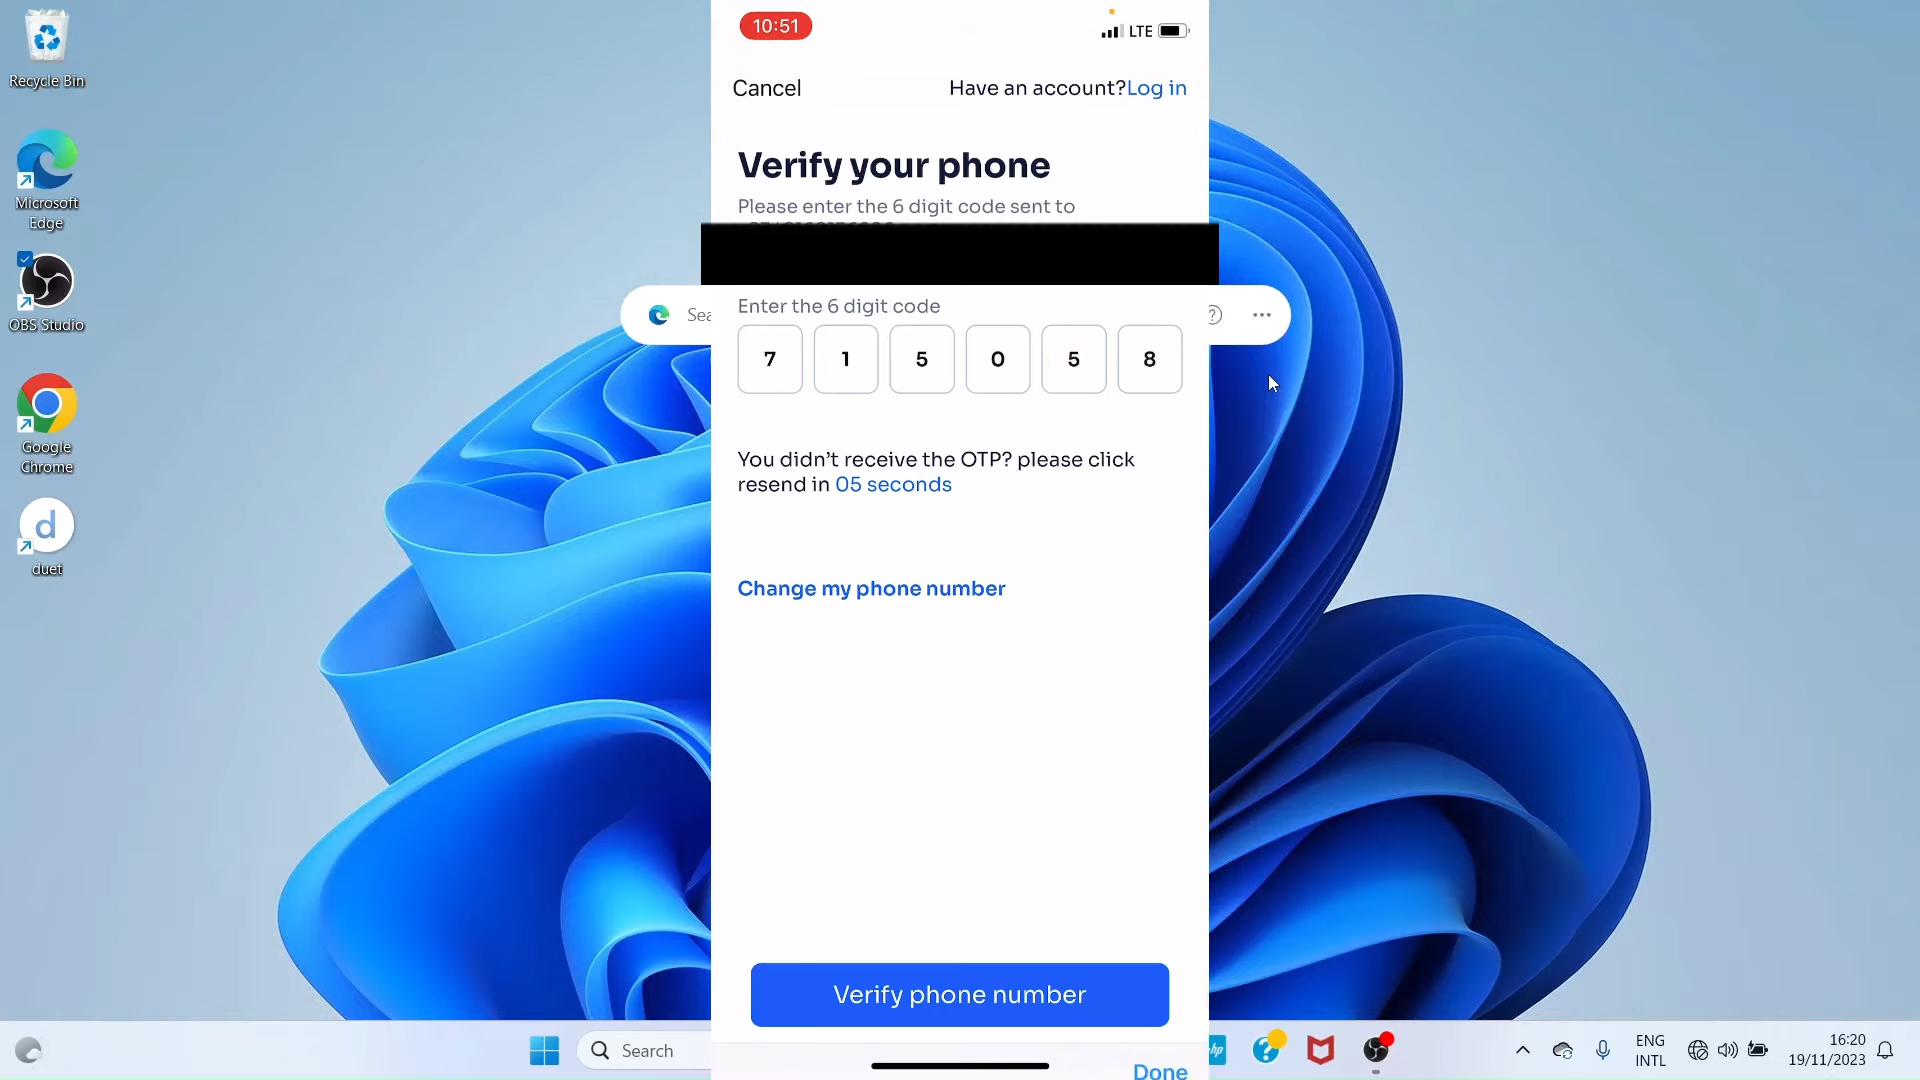 10:51
LTE
Cancel
Have an account?Log in
Verify your phone
Please enter the 6 digit code sent to
Enter the 6 digit code
7 1 5 0 5 8
You didn't receive the OTP? please click
resend in 05 seconds
Change my phone number
Verify phone number
Done
Recycle Bin
Microsoft
Edge
OBS Studio
Google
Chrome
duet
Sea
Search
hp
ENG
INTL
16:20
19/11/2023